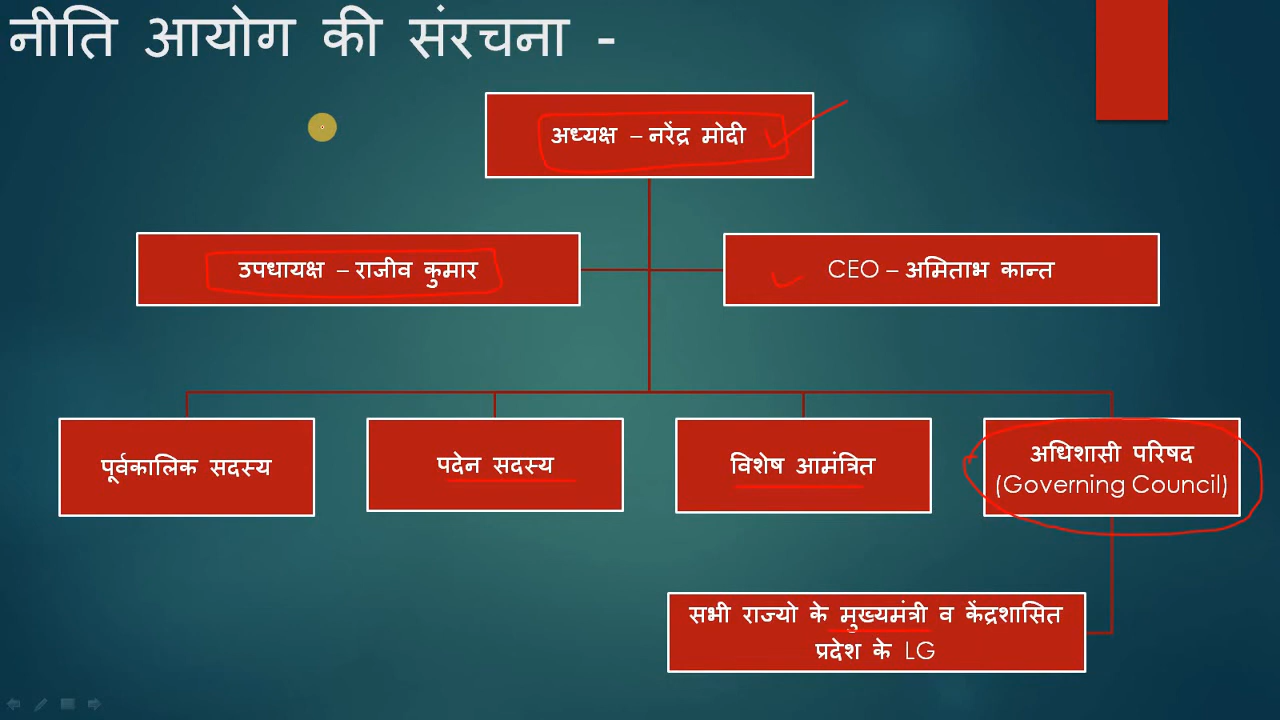 नीति आयोग की संरचना -
अध्यक्ष – नरेंद्र मोदी
उपधायक्ष – राजीव कुमार
CEO – अमिताभ कान्त
पूर्वकालिक सदस्य
पदेन सदस्य
विशेष आमंत्रित
अधिशासी परिषद
(Governing Council)
सभी राज्यो के मुख्यमंत्री व केंद्रशासित
प्रदेश के LG